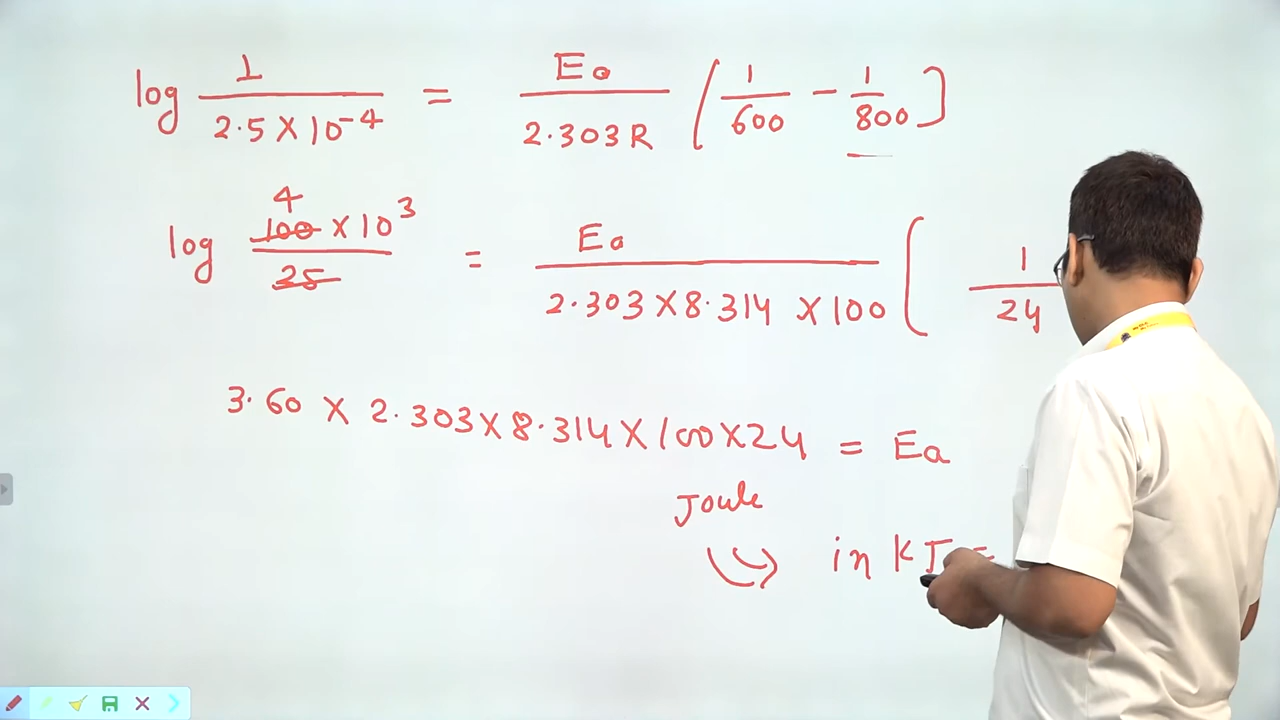 log 1 / 2.5 X 10^-4 = Ea / 2.303 R [ 1/600 - 1/800 ]
log 100 4 X 10^3 / 25 = Ea / 2.303 X 8.314 X 100 ( 1/24
3.60 X 2.303 X 8.314 X 100 X 24 = Ea
Joule
in KJ =